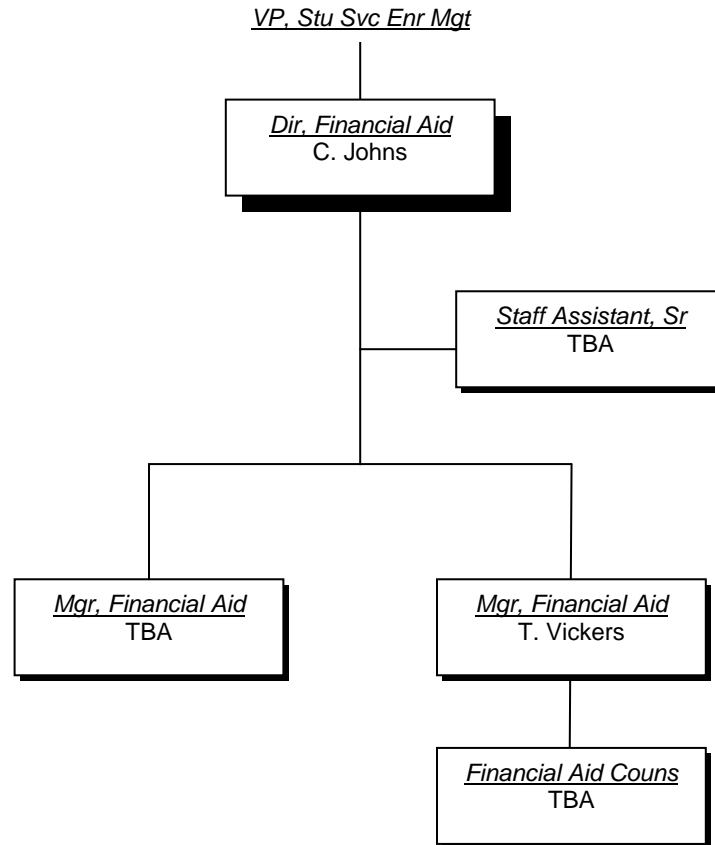 VP, Stu Svc Enr Mgt
Dir, Financial Aid
C. Johns
Staff Assistant, Sr
TBA
Mgr, Financial Aid
TBA
Mgr, Financial Aid
T. Vickers
Financial Aid Couns
TBA